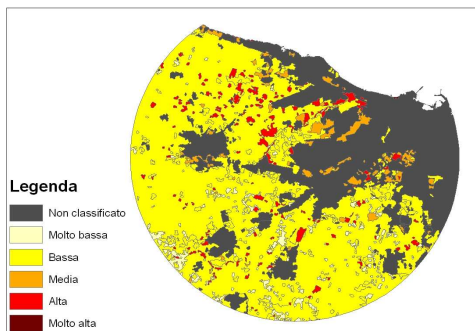 Legenda
Non classificato
Molto bassa
Bassa
Media
Alta
Molto alta